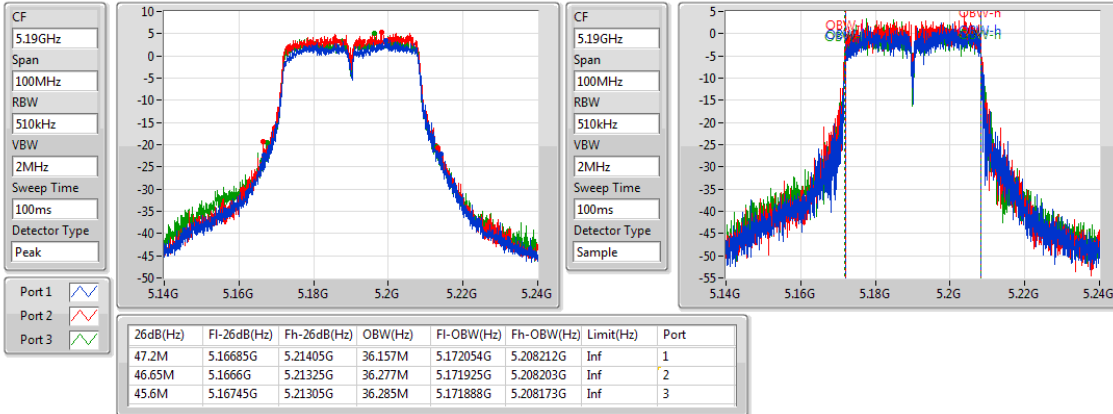 CF
5.19GHz
Span
100MHz
RBW
510kHz
VBW
2MHz
Sweep Time
100ms
Detector Type
Peak
10
5
0
-5
-10
-15
-20
-25
-30
-35
-40
-45
-50
5.14G 5.16G 5.18G 5.2G 5.22G 5.24G
CF
5.19GHz
Span
100MHz
RBW
510kHz
VBW
2MHz
Sweep Time
100ms
Detector Type
Sample
5
0
-5
-10
-15
-20
-25
-30
-35
-40
-45
-50
-55
OBW-h
5.14G 5.16G 5.18G 5.2G 5.22G 5.24G
Port 1
Port 2
Port 3
26dB(Hz) Fl-26dB(Hz) Fh-26dB(Hz) OBW(Hz) Fl-OBW(Hz) Fh-OBW(Hz) Limit(Hz) Port
47.2M 5.16685G 5.21405G 36.157M 5.172054G 5.208212G Inf 1
46.65M 5.1666G 5.21325G 36.277M 5.171925G 5.208203G Inf 2
45.6M 5.16745G 5.21305G 36.285M 5.171888G 5.208173G Inf 3